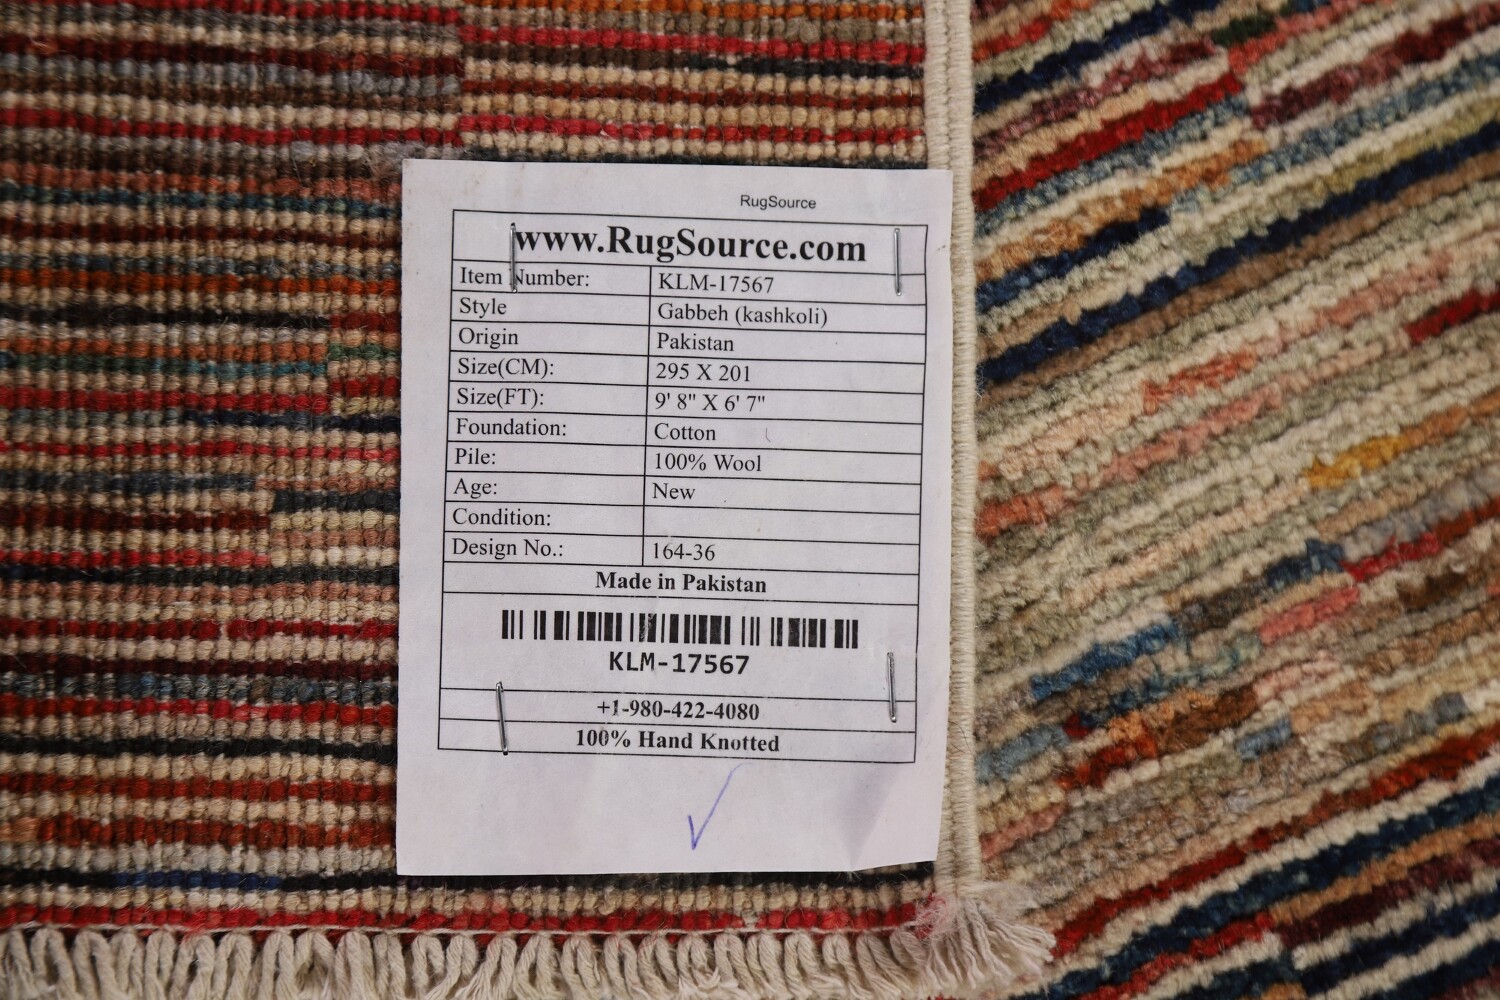 RugSource
www.RugSource.com
Item Number: KLM-17567
Style Gabbeh (kashkoli)
Origin Pakistan
Size(CM): 295 X 201
Size(FT): 9' 8" X 6' 7"
Foundation: Cotton
Pile: 100% Wool
Age: New
Condition:
Design No.: 164-36
Made in Pakistan
KLM-17567
+1-980-422-4080
100% Hand Knotted